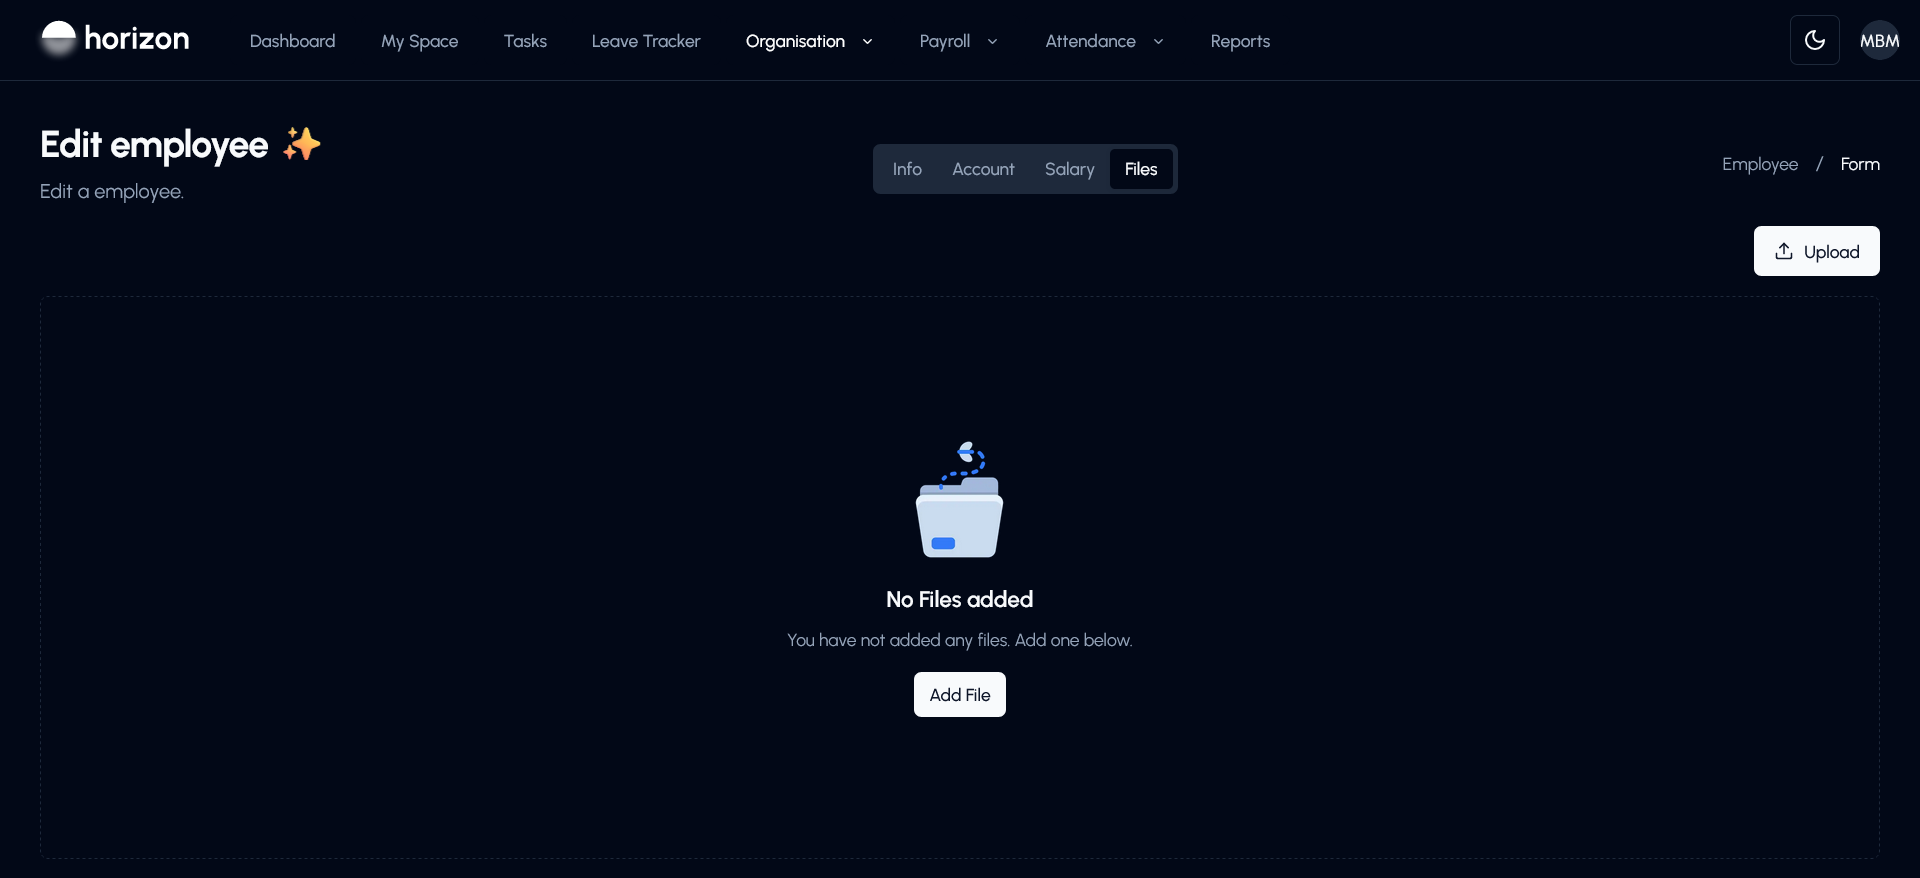 horizon
Dashboard My Space Tasks Leave Tracker Organisation Payroll Attendance Reports MBM
Edit employee ✨
Edit a employee.
Info Account Salary Files
Employee / Form
Upload
No Files added
You have not added any files. Add one below.
Add File